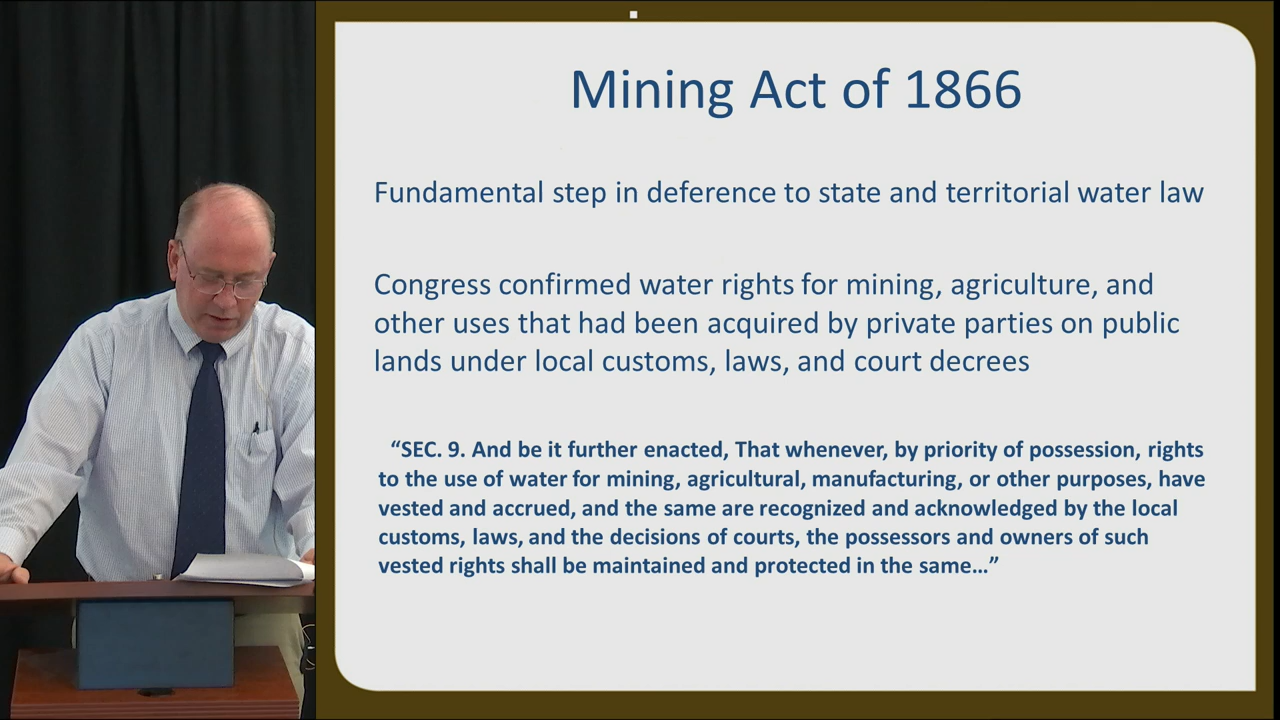 Mining Act of 1866
Fundamental step in deference to state and territorial water law
Congress confirmed water rights for mining, agriculture, and
other uses that had been acquired by private parties on public
lands under local customs, laws, and court decrees
“SEC. 9. And be it further enacted, That whenever, by priority of possession, rights
to the use of water for mining, agricultural, manufacturing, or other purposes, have
vested and accrued, and the same are recognized and acknowledged by the local
customs, laws, and the decisions of courts, the possessors and owners of such
vested rights shall be maintained and protected in the same…”